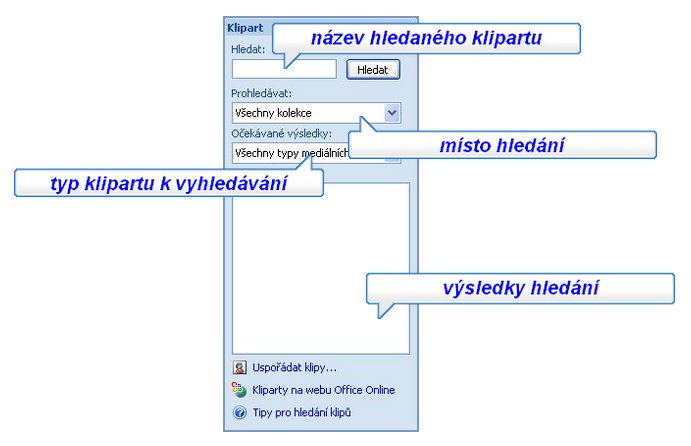 Klipart
název hledaného klipartu
Hledat:
Hledat
Prohledávat:
Všechny kolekce
místo hledání
Očekávané výsledky:
Všechny typy mediálních
typ klipartu k vyhledávání
výsledky hledání
Uspořádat klipy...
Kliparty na webu Office Online
Tipy pro hledání klipů